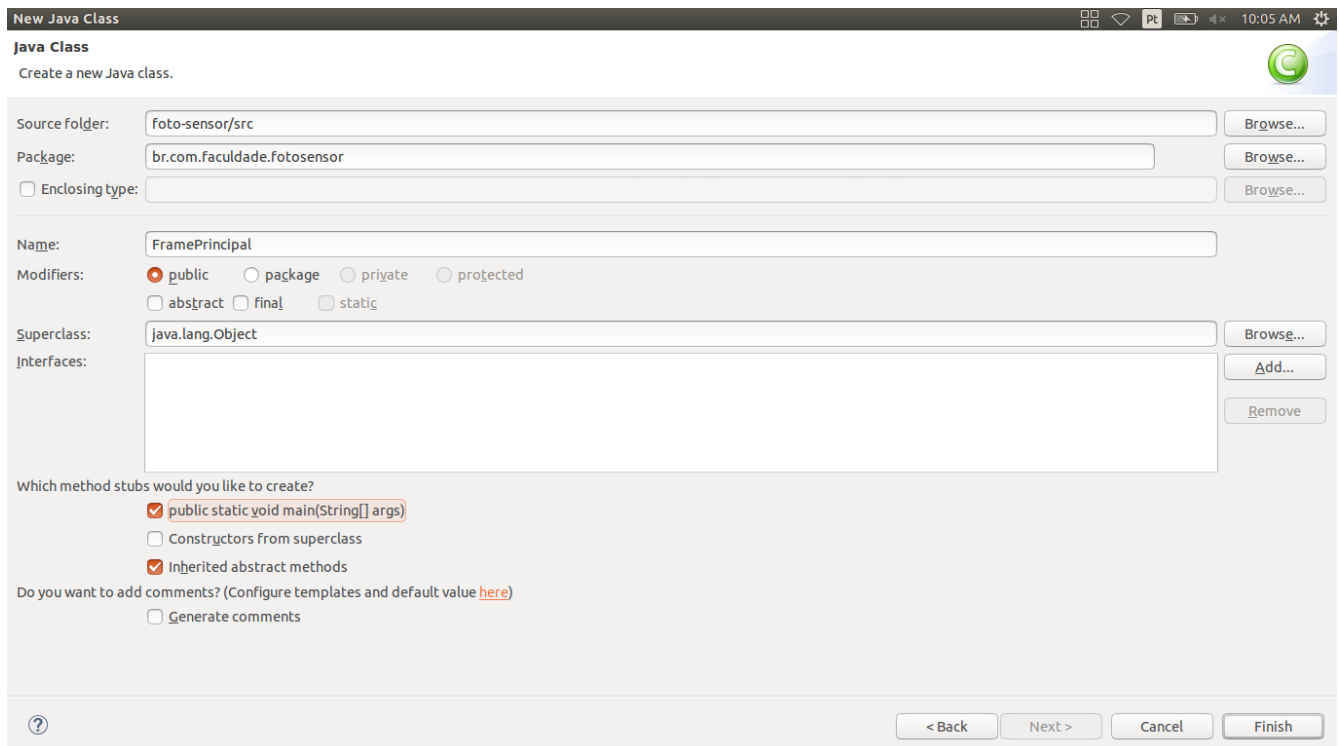 New Java Class Pt 10:05 AM
Java Class
Create a new Java class.
C
Source folder: foto-sensor/src Browse...
Package: br.com.faculdade.fotosensor Browse...
Enclosing type: Browse...
Name: FramePrincipal
Modifiers: public package private protected
abstract final static
Superclass: java.lang.Object Browse...
Interfaces: Add...
Remove
Which method stubs would you like to create?
public static void main(String[] args)
Constructors from superclass
Inherited abstract methods
Do you want to add comments? (Configure templates and default value here)
Generate comments
? < Back Next > Cancel Finish